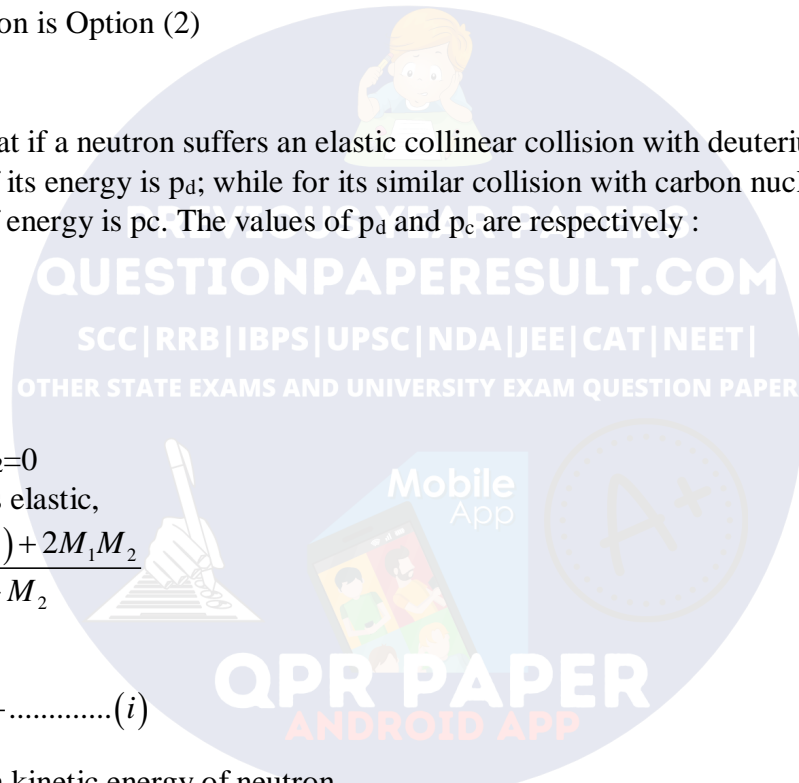 on is Option (2)
at if a neutron suffers an elastic collinear collision with deuteriu
f its energy is pd; while for its similar collision with carbon nucl
f energy is pc. The values of pd and pc are respectively :
PREVIOUS YEAR PAPERS
QUESTIONPAPERESULT.COM
SCC|RRB|IBPS|UPSC|NDA|JEE|CAT|NEET|
OTHER STATE EXAMS AND UNIVERSITY EXAM QUESTION PAPER
2=0
s elastic,
)+2M₁M₂
M₂
Mobile
App
A+
.............(i)
QPR PAPER
ANDROID APP
kinetic energy of neutron